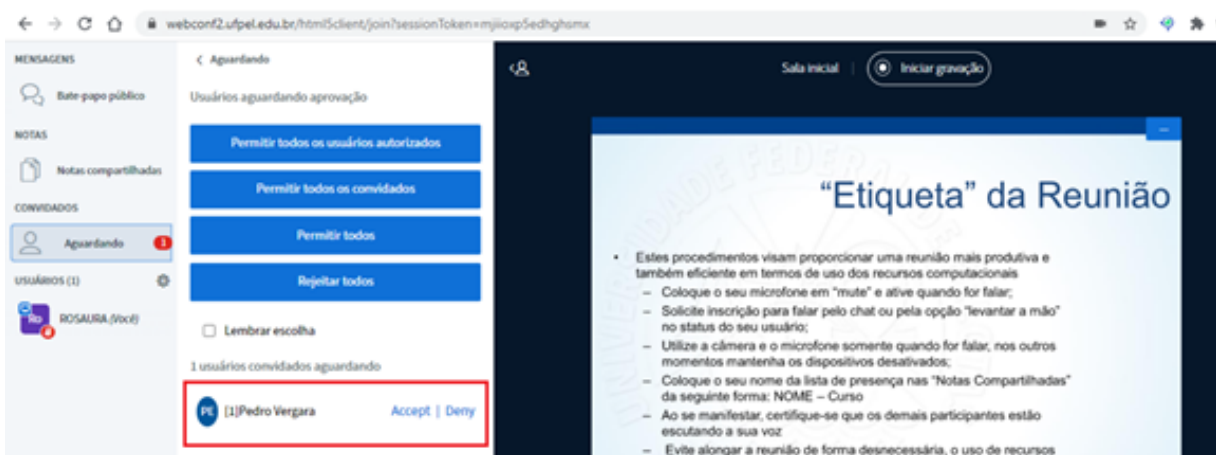 webconf2.ufpel.edu.br/html5client/join?sessionToken=mjiioxp5edhghsmx
MENSAGENS
Bate-papo público
NOTAS
Notas compartilhadas
CONVIDADOS
Aguardando 1
USUÁRIOS (1)
Ro ROSAURA (Você)
Aguardando
Usuários aguardando aprovação
Permitir todos os usuários autorizados
Permitir todos os convidados
Permitir todos
Rejeitar todos
Lembrar escolha
1 usuários convidados aguardando
PE [1]Pedro Vergara Accept | Deny
Sala inicial | Iniciar gravação
UNIVERSIDADE FEDERAL
“Etiqueta” da Reunião
• Estes procedimentos visam proporcionar uma reunião mais produtiva e
também eficiente em termos de uso dos recursos computacionais
– Coloque o seu microfone em “mute” e ative quando for falar;
– Solicite inscrição para falar pelo chat ou pela opção “levantar a mão”
no status do seu usuário;
– Utilize a câmera e o microfone somente quando for falar, nos outros
momentos mantenha os dispositivos desativados;
– Coloque o seu nome da lista de presença nas “Notas Compartilhadas”
da seguinte forma: NOME – Curso
– Ao se manifestar, certifique-se que os demais participantes estão
escutando a sua voz
– Evite alongar a reunião de forma desnecessária, o uso de recursos